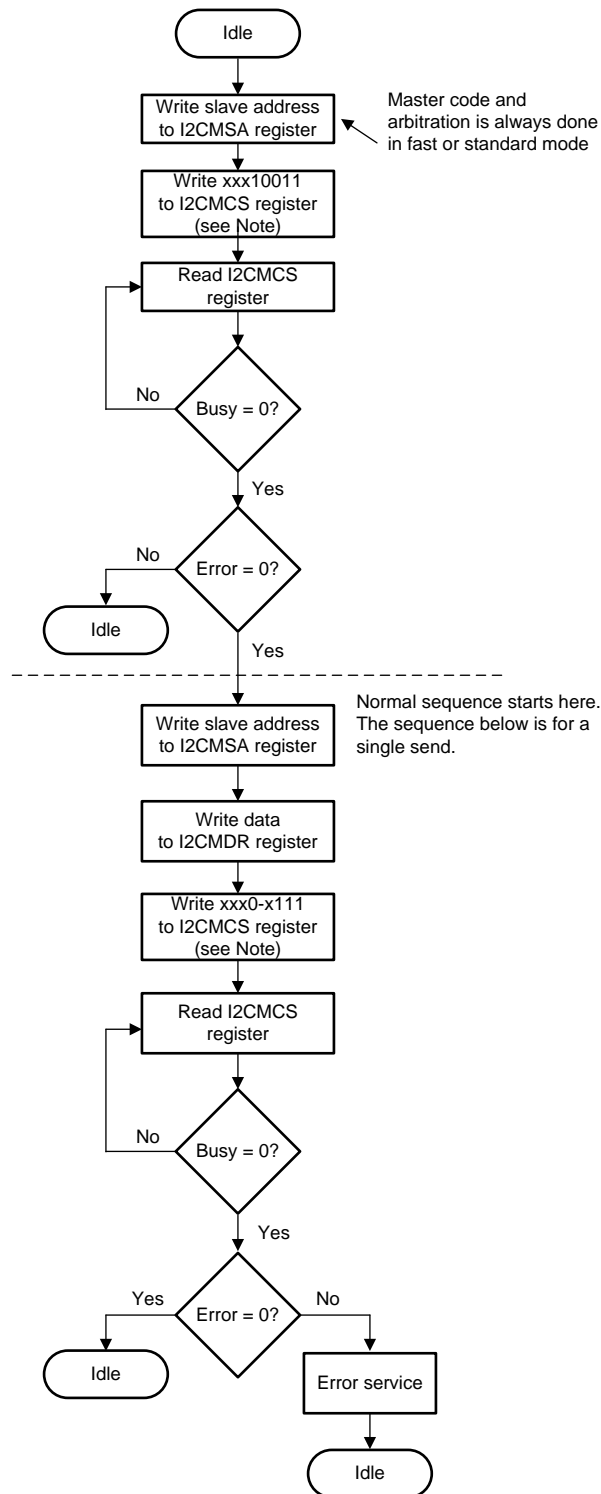 Idle
Write slave address
to I2CMSA register
Master code and
arbitration is always done
in fast or standard mode
Write xxx10011
to I2CMCS register
(see Note)
Read I2CMCS
register
No
Busy = 0?
Yes
No
Error = 0?
Idle
Yes
Normal sequence starts here.
The sequence below is for a
single send.
Write slave address
to I2CMSA register
Write data
to I2CMDR register
Write xxx0-x111
to I2CMCS register
(see Note)
Read I2CMCS
register
No
Busy = 0?
Yes
Yes
Error = 0?
No
Idle
Error service
Idle